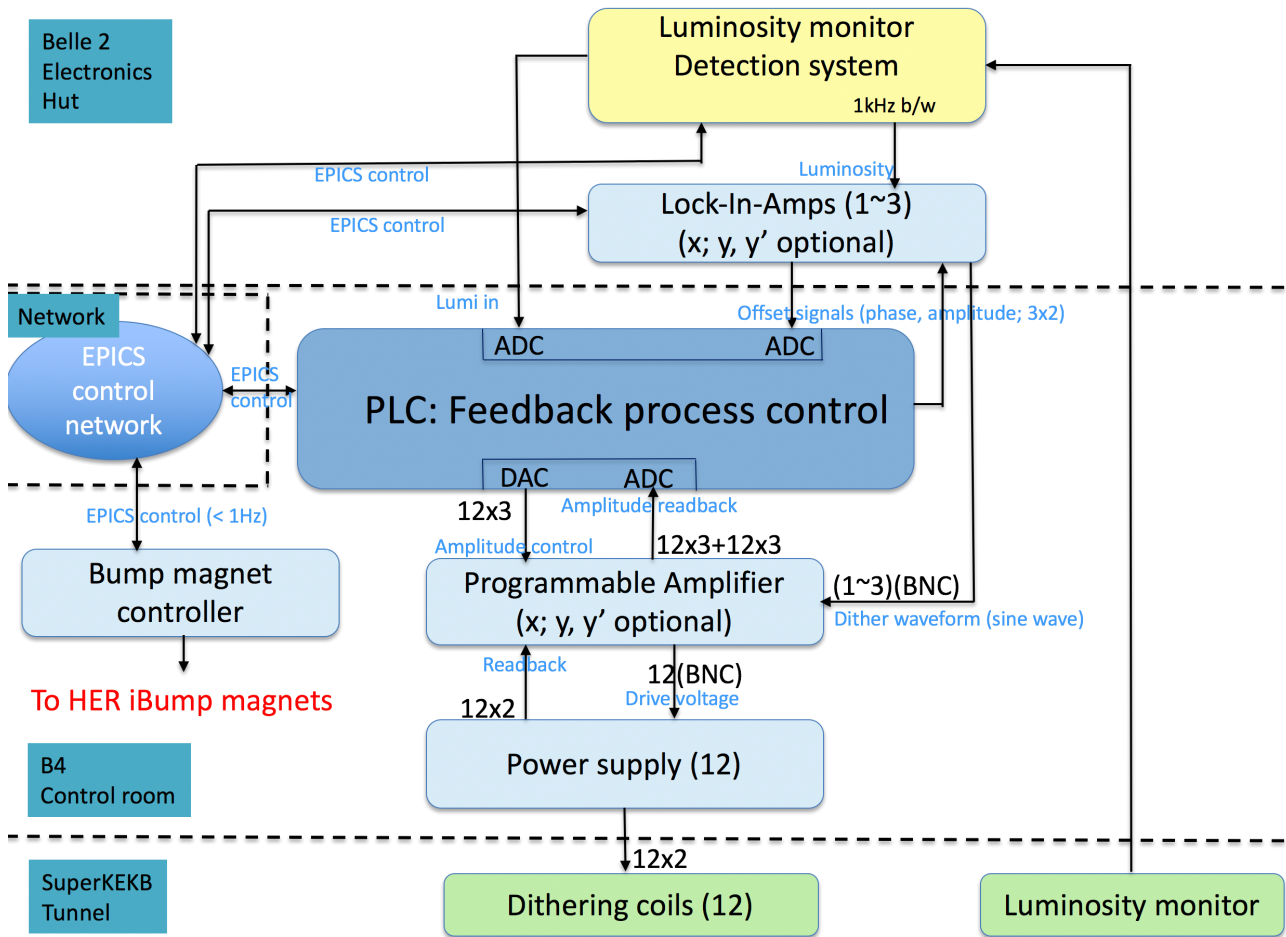 Belle 2
Electronics
Hut
Luminosity monitor
Detection system
1kHz b/w
EPICS control
Luminosity
EPICS control
Lock-In-Amps (1~3)
(x; y, y’ optional)
Network
Lumi in
Offset signals (phase, amplitude; 3x2)
EPICS
control
network
EPICS
control
ADC
ADC
PLC: Feedback process control
DAC
ADC
EPICS control (< 1Hz)
12x3
Amplitude readback
Amplitude control
12x3+12x3
Bump magnet
controller
Programmable Amplifier
(x; y, y’ optional)
(1~3)(BNC)
Dither waveform (sine wave)
To HER iBump magnets
Readback
12x2
12(BNC)
Drive voltage
B4
Control room
Power supply (12)
12x2
SuperKEKB
Tunnel
Dithering coils (12)
Luminosity monitor